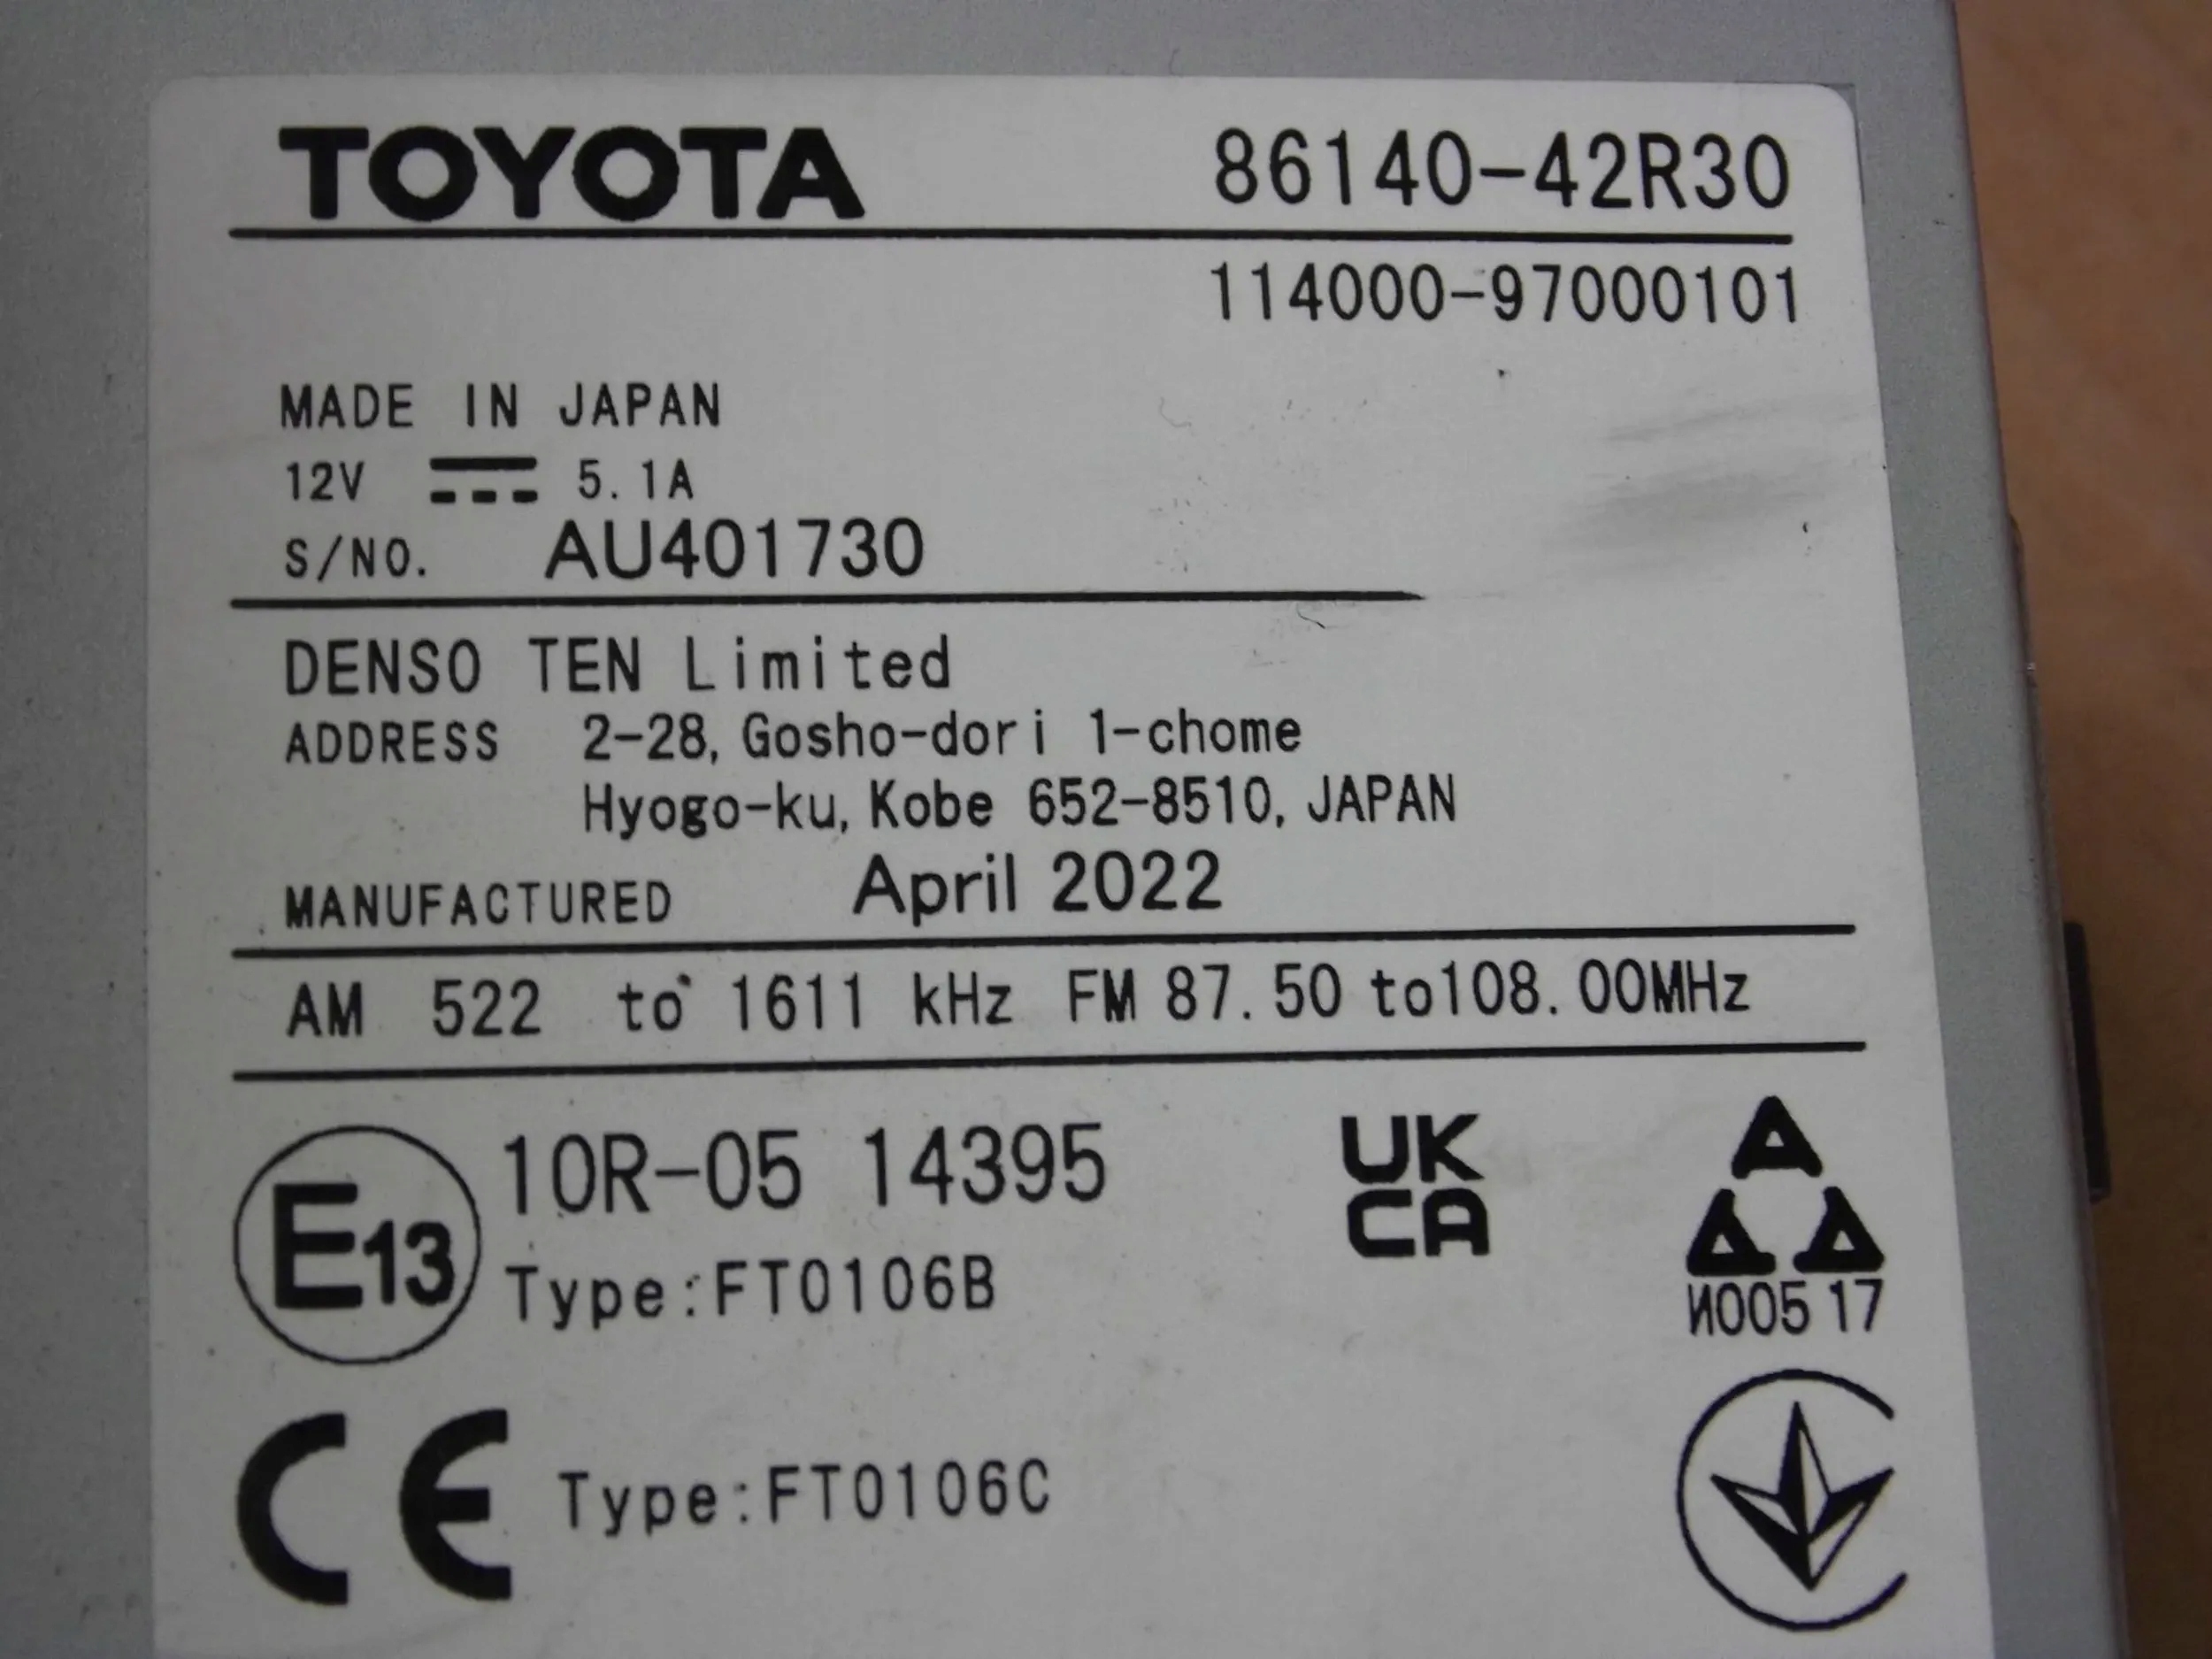 TOYOTA 86140-42R30
114000-97000101
MADE IN JAPAN
12V 5.1A
S/NO. AU401730
DENSO TEN Limited
ADDRESS 2-28, Gosho-dori 1-chome
Hyogo-ku, Kobe 652-8510, JAPAN
MANUFACTURED April 2022
AM 522 to 1611 kHz FM 87.50 to108.00MHz
E13 10R-05 14395
Type:FT0106B
UK
CA
И005 17
CE Type:FT0106C